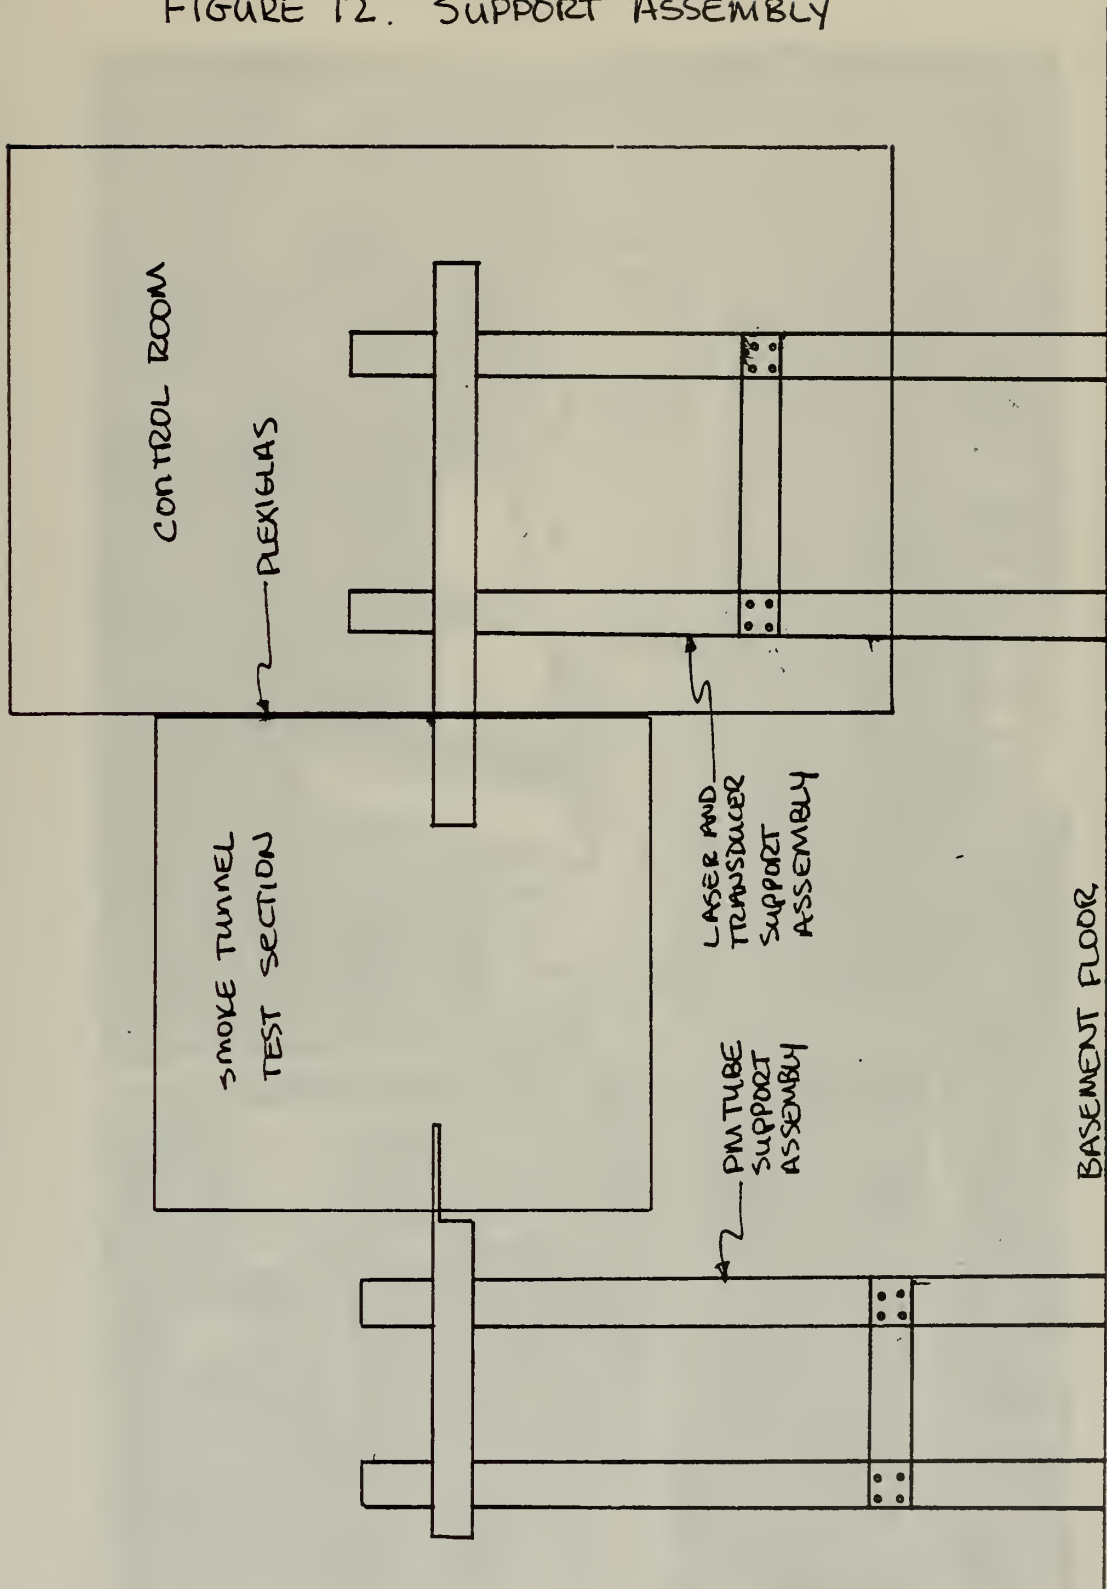 FIGURE 12. SUPPORT ASSEMBLY
CONTROL ROOM
PLEXIGLAS
SMOKE TUNNEL
TEST SECTION
LASER AND
TRANSDUCER
SUPPORT
ASSEMBLY
PM TUBE
SUPPORT
ASSEMBLY
BASEMENT FLOOR